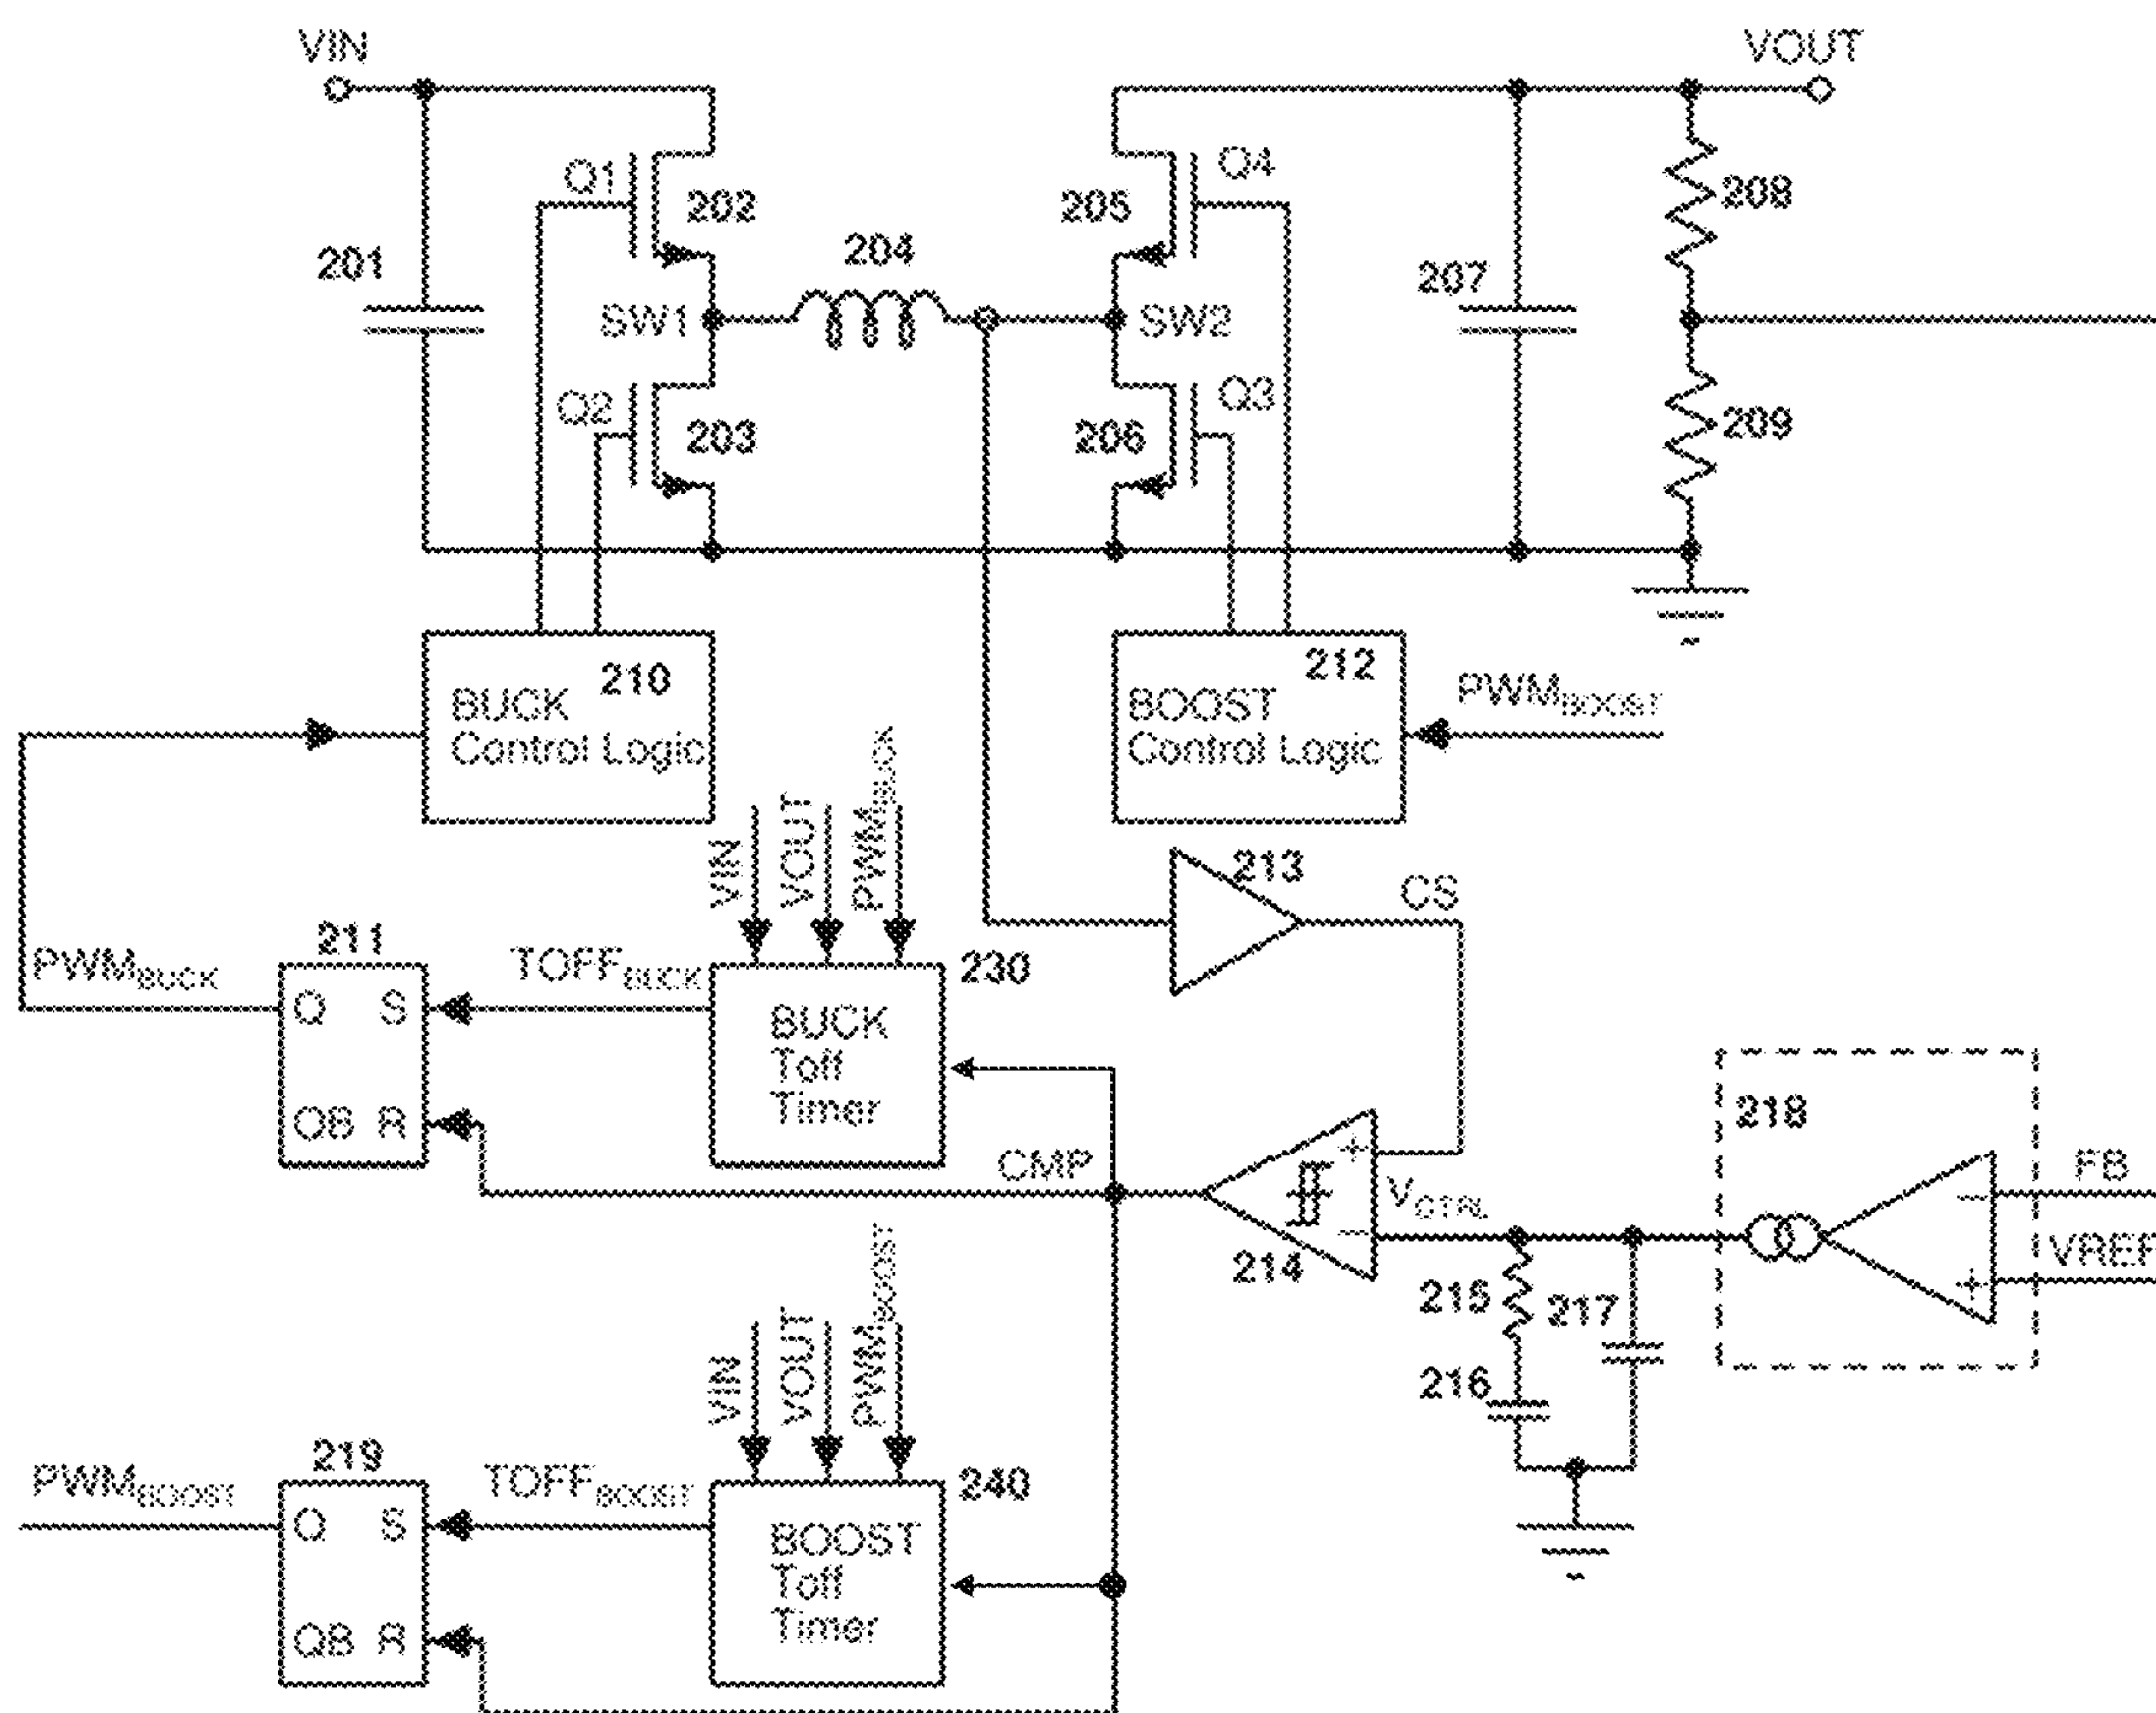 VIN
VOUT
Q1
202
205
Q4
208
201
204
207
SW1
SW2
Q2
203
206
Q3
209
210
BUCK
Control Logic
212
BOOST
Control Logic
PWMBOOST
VIN
VOUT
PWMBUCK
213
CS
211
PWMBUCK
Q S
QB R
TOFFBUCK
230
BUCK
Toff
Timer
CMP
214
+
−
VCTRL
218
FB
VREF
−
+
215
217
216
VIN
VOUT
PWMBOOST
219
PWMBOOST
Q S
QB R
TOFFBOOST
240
BOOST
Toff
Timer